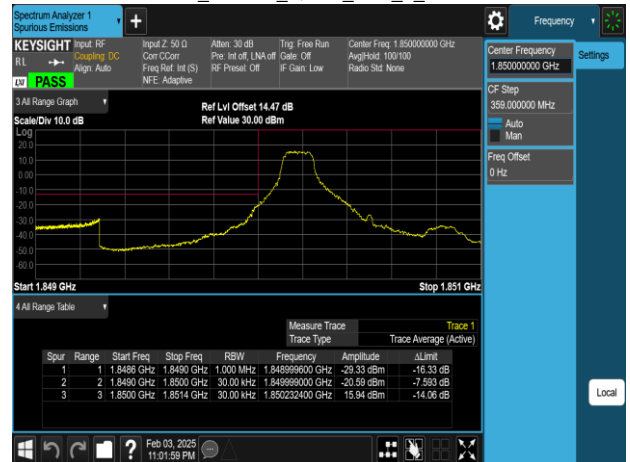 Spectrum Analyzer 1
Spurious Emissions
Frequency
KEYSIGHT Input: RF Input Z: 50 Ω Atten: 30 dB Trig: Free Run Center Freq: 1.850000000 GHz
RL Coupling: DC Corr CCorr Pre: Int off, LNA off Gate: Off Avg|Hold: 100/100
Align: Auto Freq Ref: Int (S) RF Presel: Off IF Gain: Low Radio Std: None
LXI PASS NFE: Adaptive
Center Frequency
1.850000000 GHz
Settings
CF Step
359.000000 MHz
Auto
Man
Freq Offset
0 Hz
3 All Range Graph
Ref Lvl Offset 14.47 dB
Scale/Div 10.0 dB Ref Value 30.00 dBm
Log
20.0
10.0
0.00
-10.0
-20.0
-30.0
-40.0
-50.0
-60.0
Start 1.849 GHz Stop 1.851 GHz
4 All Range Table
Measure Trace Trace 1
Trace Type Trace Average (Active)
Spur Range Start Freq Stop Freq RBW Frequency Amplitude ΔLimit
1 1 1.8486 GHz 1.8490 GHz 1.000 MHz 1.848999600 GHz -29.33 dBm -16.33 dB
2 2 1.8490 GHz 1.8500 GHz 30.00 kHz 1.849999000 GHz -20.59 dBm -7.593 dB
3 3 1.8500 GHz 1.8514 GHz 30.00 kHz 1.850232400 GHz 15.94 dBm -14.06 dB
Local
Feb 03, 2025
11:01:59 PM